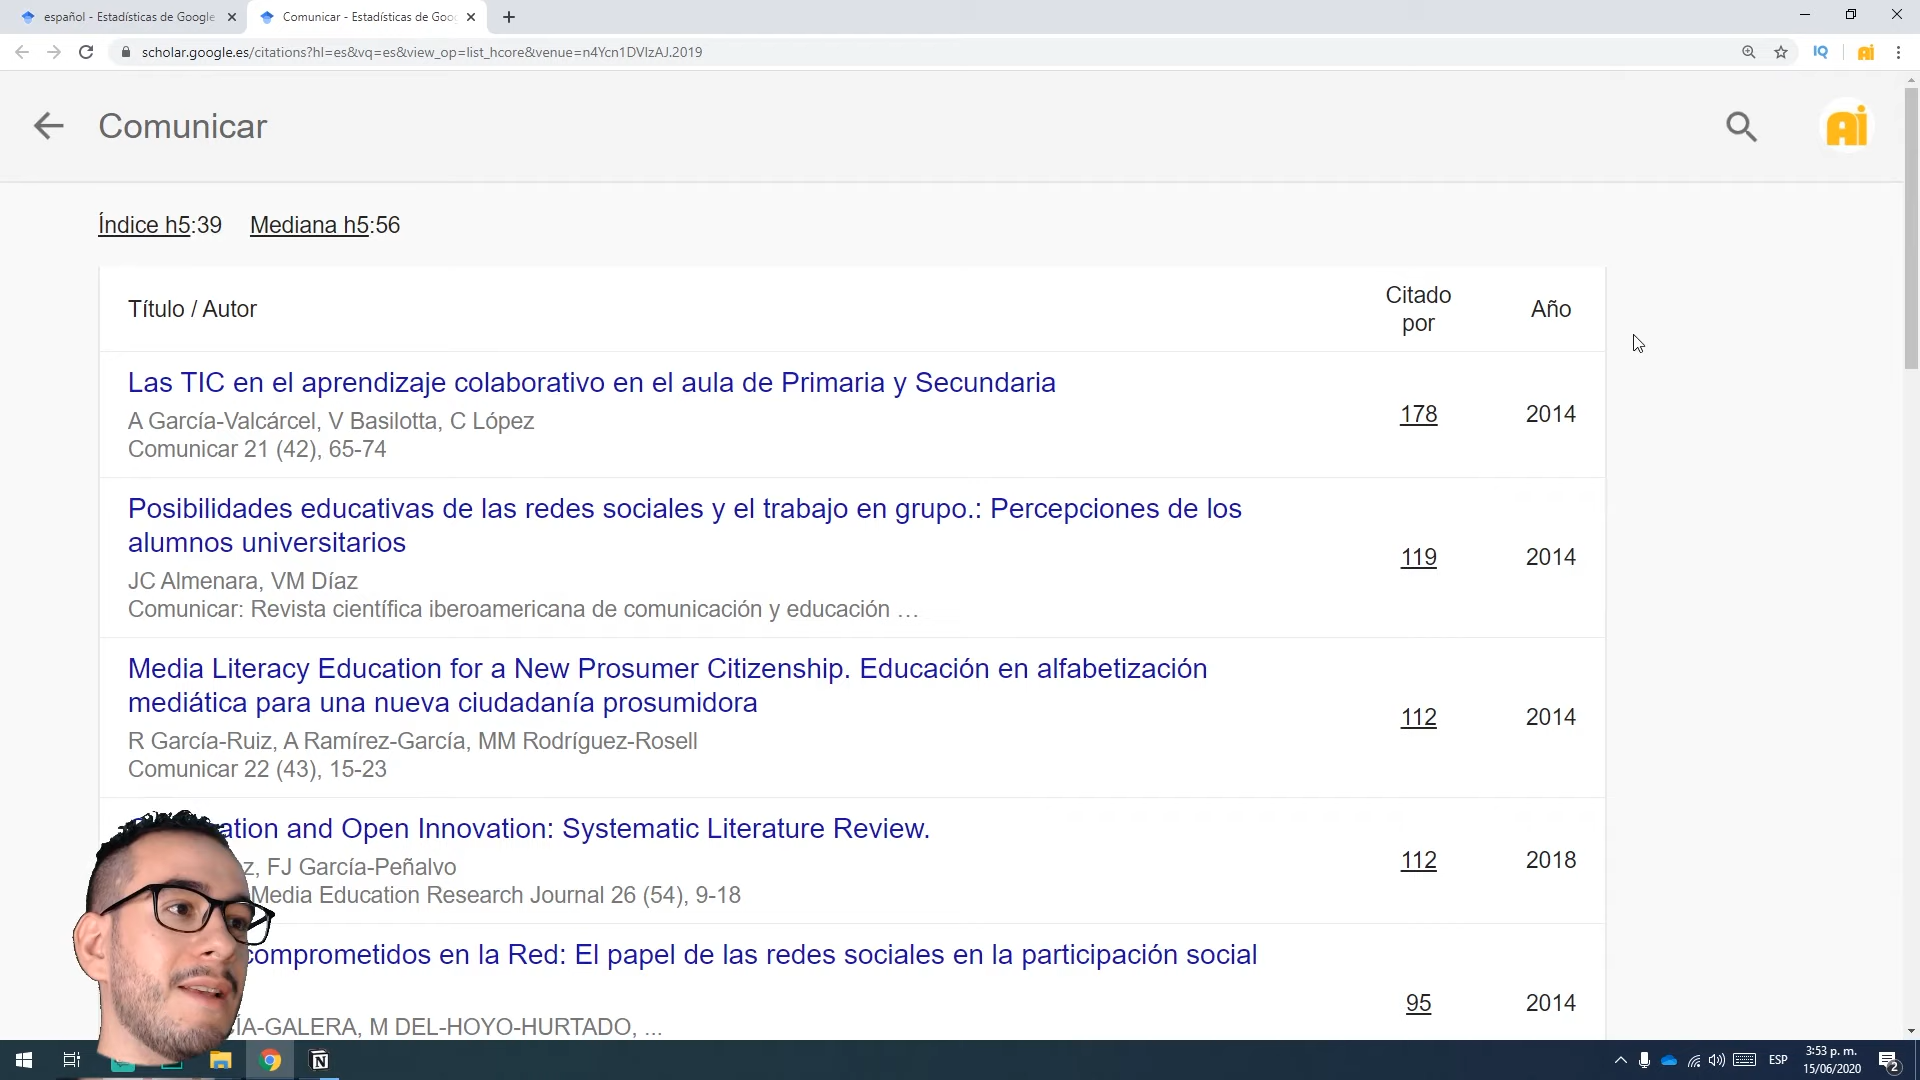 español - Estadísticas de Google
Comunicar - Estadísticas de Goo
scholar.google.es/citations?hl=es&vq=es&view_op=list_hcore&venue=n4Ycn1DVIzAJ.2019
IQ
Ai
Comunicar
Ai
Índice h5:39 Mediana h5:56
Título / Autor
Citado
por
Año
Las TIC en el aprendizaje colaborativo en el aula de Primaria y Secundaria
A García-Valcárcel, V Basilotta, C López
Comunicar 21 (42), 65-74
178
2014
Posibilidades educativas de las redes sociales y el trabajo en grupo.: Percepciones de los
alumnos universitarios
JC Almenara, VM Díaz
Comunicar: Revista científica iberoamericana de comunicación y educación …
119
2014
Media Literacy Education for a New Prosumer Citizenship. Educación en alfabetización
mediática para una nueva ciudadanía prosumidora
R García-Ruiz, A Ramírez-García, MM Rodríguez-Rosell
Comunicar 22 (43), 15-23
112
2014
ation and Open Innovation: Systematic Literature Review.
z, FJ García-Peñalvo
Media Education Research Journal 26 (54), 9-18
112
2018
comprometidos en la Red: El papel de las redes sociales en la participación social
ÍA-GALERA, M DEL-HOYO-HURTADO, ...
95
2014
N
ESP
3:53 p. m.
15/06/2020
2